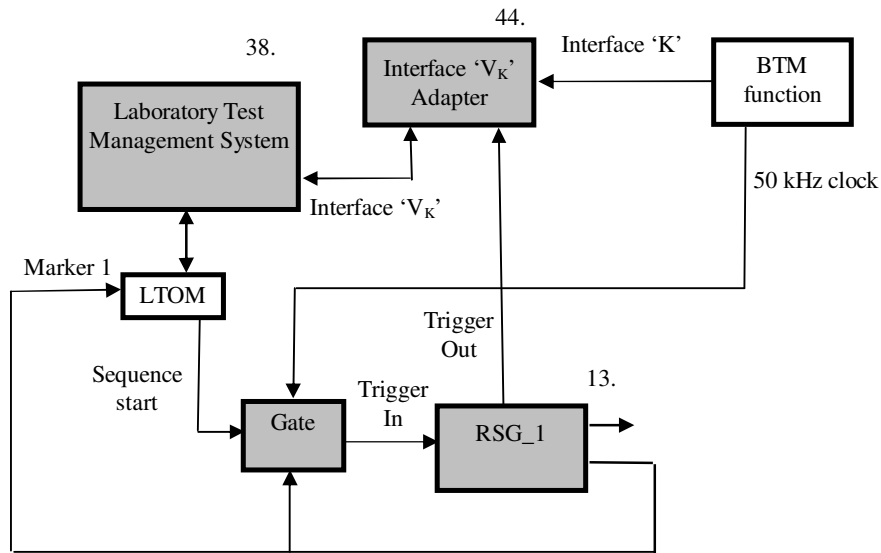 44.
38.
Interface ‘K’
Interface ‘VK’
Adapter
BTM
function
Laboratory Test
Management System
50 kHz clock
Interface ‘VK’
Marker 1
LTOM
Trigger
Out
Sequence
start
Trigger
In
13.
Gate
RSG_1